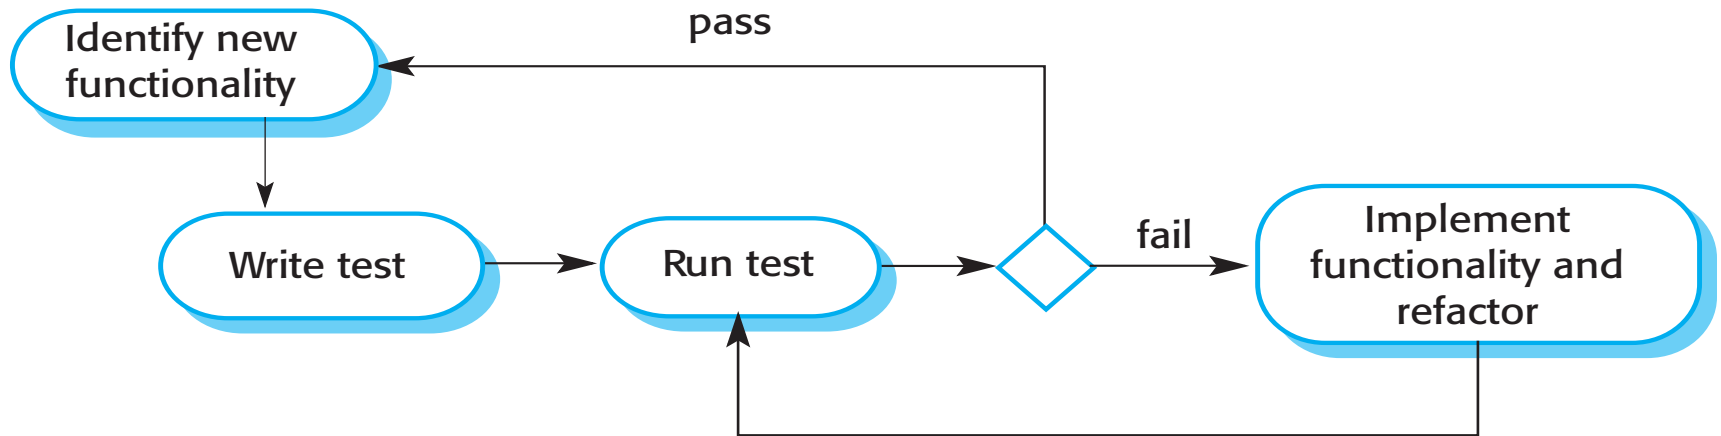 Identify new
functionality
pass
Write test
Run test
fail
Implement
functionality and
refactor